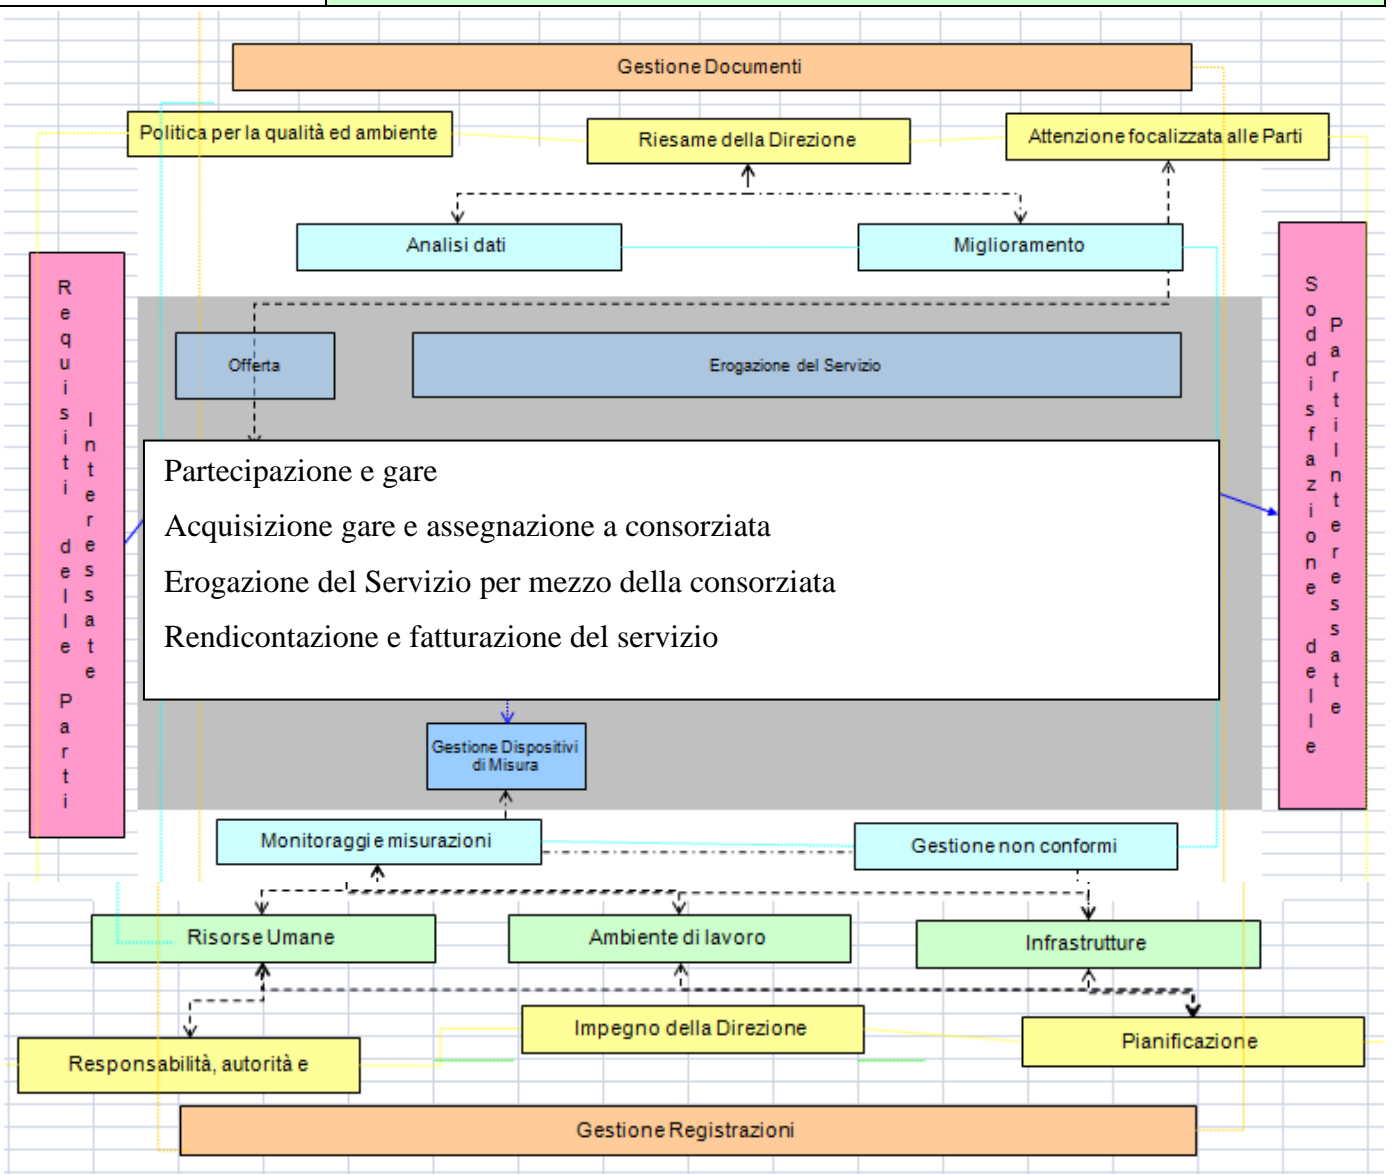 Gestione Documenti
Politica per la qualità ed ambiente
Riesame della Direzione
Attenzione focalizzata alle Parti
Analisi dati
Miglioramento
Requisiti delle Parti
Interessate
Offerta
Erogazione del Servizio
Soddisfazione delle
Parti Interessate
Partecipazione e gare
Acquisizione gare e assegnazione a consorziata
Erogazione del Servizio per mezzo della consorziata
Rendicontazione e fatturazione del servizio
Gestione Dispositivi
di Misura
Monitoraggi e misurazioni
Gestione non conformi
Risorse Umane
Ambiente di lavoro
Infrastrutture
Impegno della Direzione
Responsabilità, autorità e
Pianificazione
Gestione Registrazioni